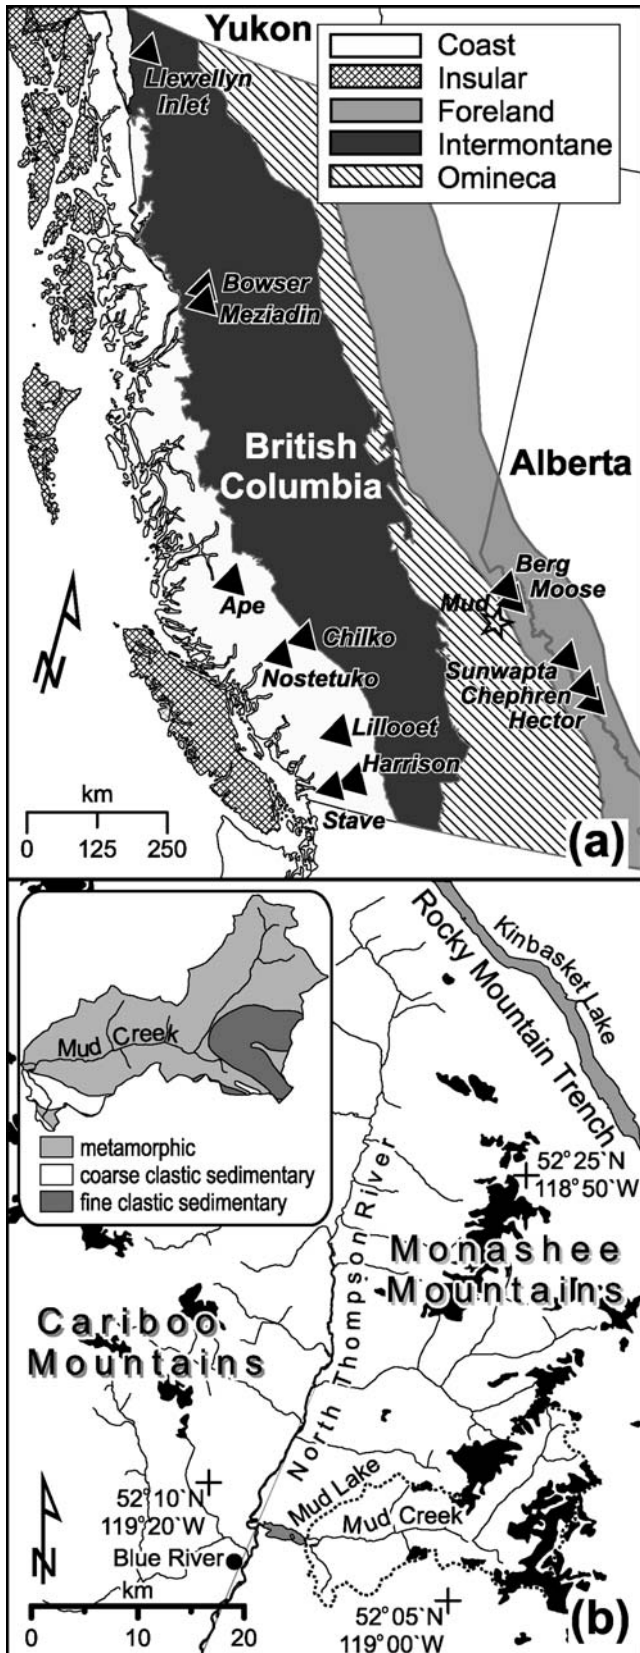 Yukon
Coast
Insular
Foreland
Intermontane
Omineca
Llewellyn
Inlet
Bowser
Meziadin
British
Columbia
Alberta
Berg
Moose
Mud
Ape
Chilko
Nostetuko
Sunwapta
Chephren
Hector
Lillooet
Harrison
Stave
N
km
0 125 250
(a)
Mud Creek
metamorphic
coarse clastic sedimentary
fine clastic sedimentary
Rocky Mountain Trench
Kinbasket Lake
52°25`N
118°50`W
Monashee
Mountains
North Thompson River
Cariboo
Mountains
52°10`N
119°20`W
Mud Lake
Mud Creek
Blue River
N
km
0 10 20
52°05`N
119°00`W
(b)